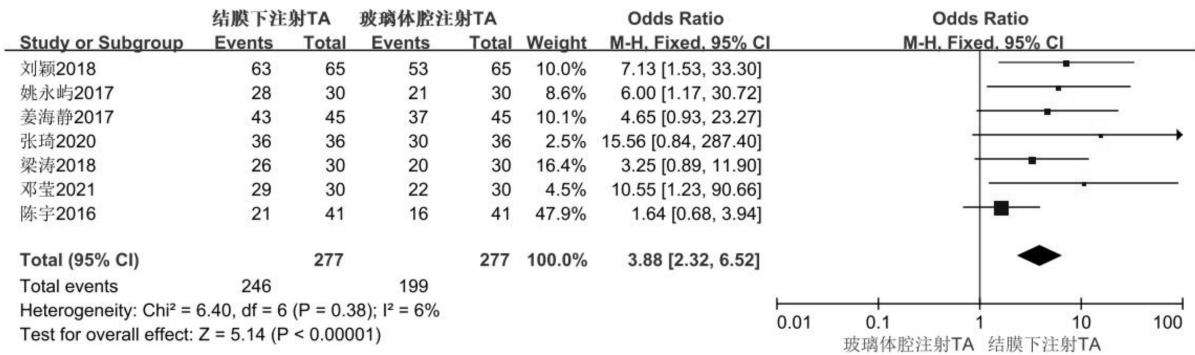 结膜下注射TA 玻璃体腔注射TA Odds Ratio Odds Ratio
Study or Subgroup Events Total Events Total Weight M-H, Fixed, 95% CI M-H, Fixed, 95% CI
刘颖2018 63 65 53 65 10.0% 7.13 [1.53, 33.30]
姚永屿2017 28 30 21 30 8.6% 6.00 [1.17, 30.72]
姜海静2017 43 45 37 45 10.1% 4.65 [0.93, 23.27]
张琦2020 36 36 30 36 2.5% 15.56 [0.84, 287.40]
梁涛2018 26 30 20 30 16.4% 3.25 [0.89, 11.90]
邓莹2021 29 30 22 30 4.5% 10.55 [1.23, 90.66]
陈宇2016 21 41 16 41 47.9% 1.64 [0.68, 3.94]
Total (95% CI) 277 277 100.0% 3.88 [2.32, 6.52]
Total events 246 199
Heterogeneity: Chi² = 6.40, df = 6 (P = 0.38); I² = 6%
Test for overall effect: Z = 5.14 (P < 0.00001)
0.01 0.1 1 10 100
玻璃体腔注射TA 结膜下注射TA